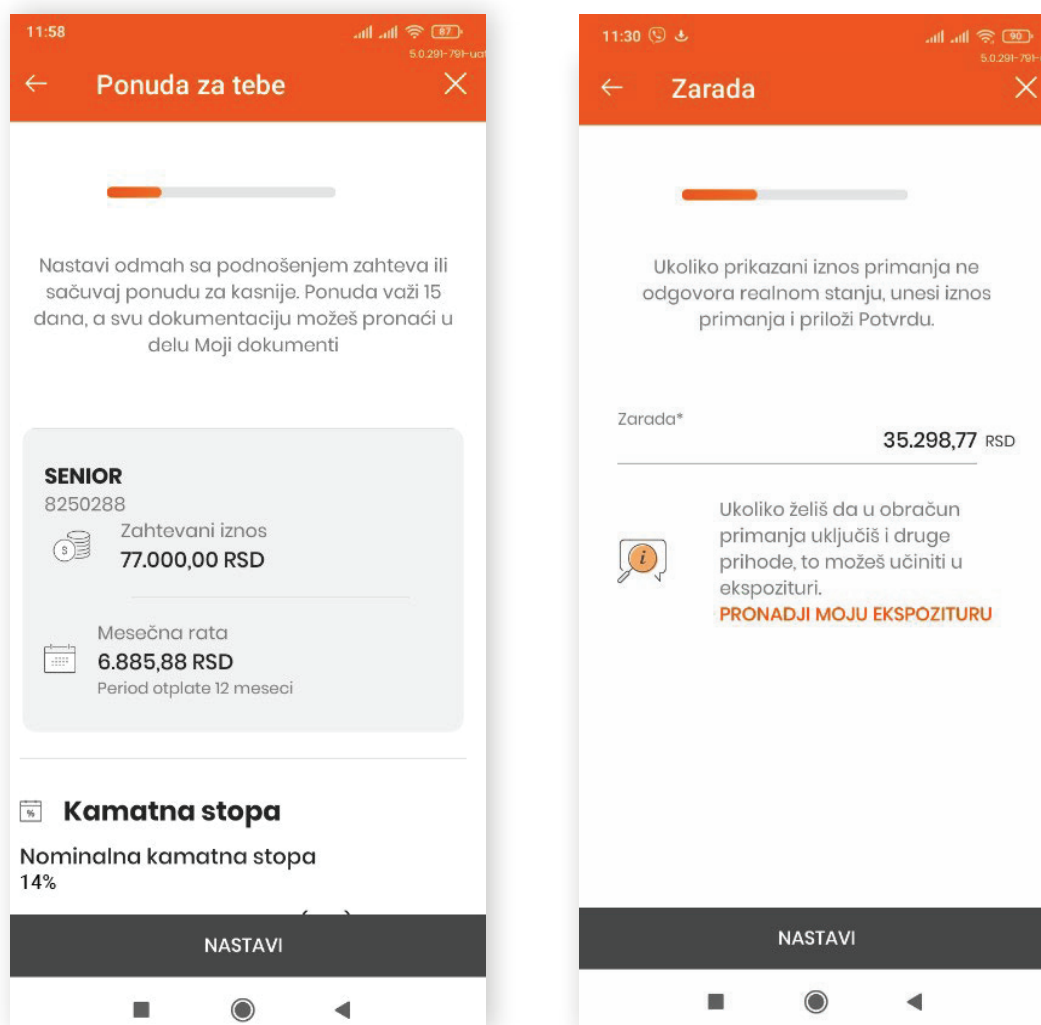 11:58
87
5.0.291-791-uat
Ponuda za tebe
Nastavi odmah sa podnošenjem zahteva ili
sačuvaj ponudu za kasnije. Ponuda važi 15
dana, a svu dokumentaciju možeš pronaći u
delu Moji dokumenti
SENIOR
8250288
Zahtevani iznos
77.000,00 RSD
Mesečna rata
6.885,88 RSD
Period otplate 12 meseci
Kamatna stopa
Nominalna kamatna stopa
14%
NASTAVI
11:30
90
5.0.291-791-
Zarada
Ukoliko prikazani iznos primanja ne
odgovora realnom stanju, unesi iznos
primanja i priloži Potvrdu.
Zarada*
35.298,77 RSD
Ukoliko želiš da u obračun
primanja uključiš i druge
prihode, to možeš učiniti u
ekspozituri.
PRONADJI MOJU EKSPOZITURU
NASTAVI